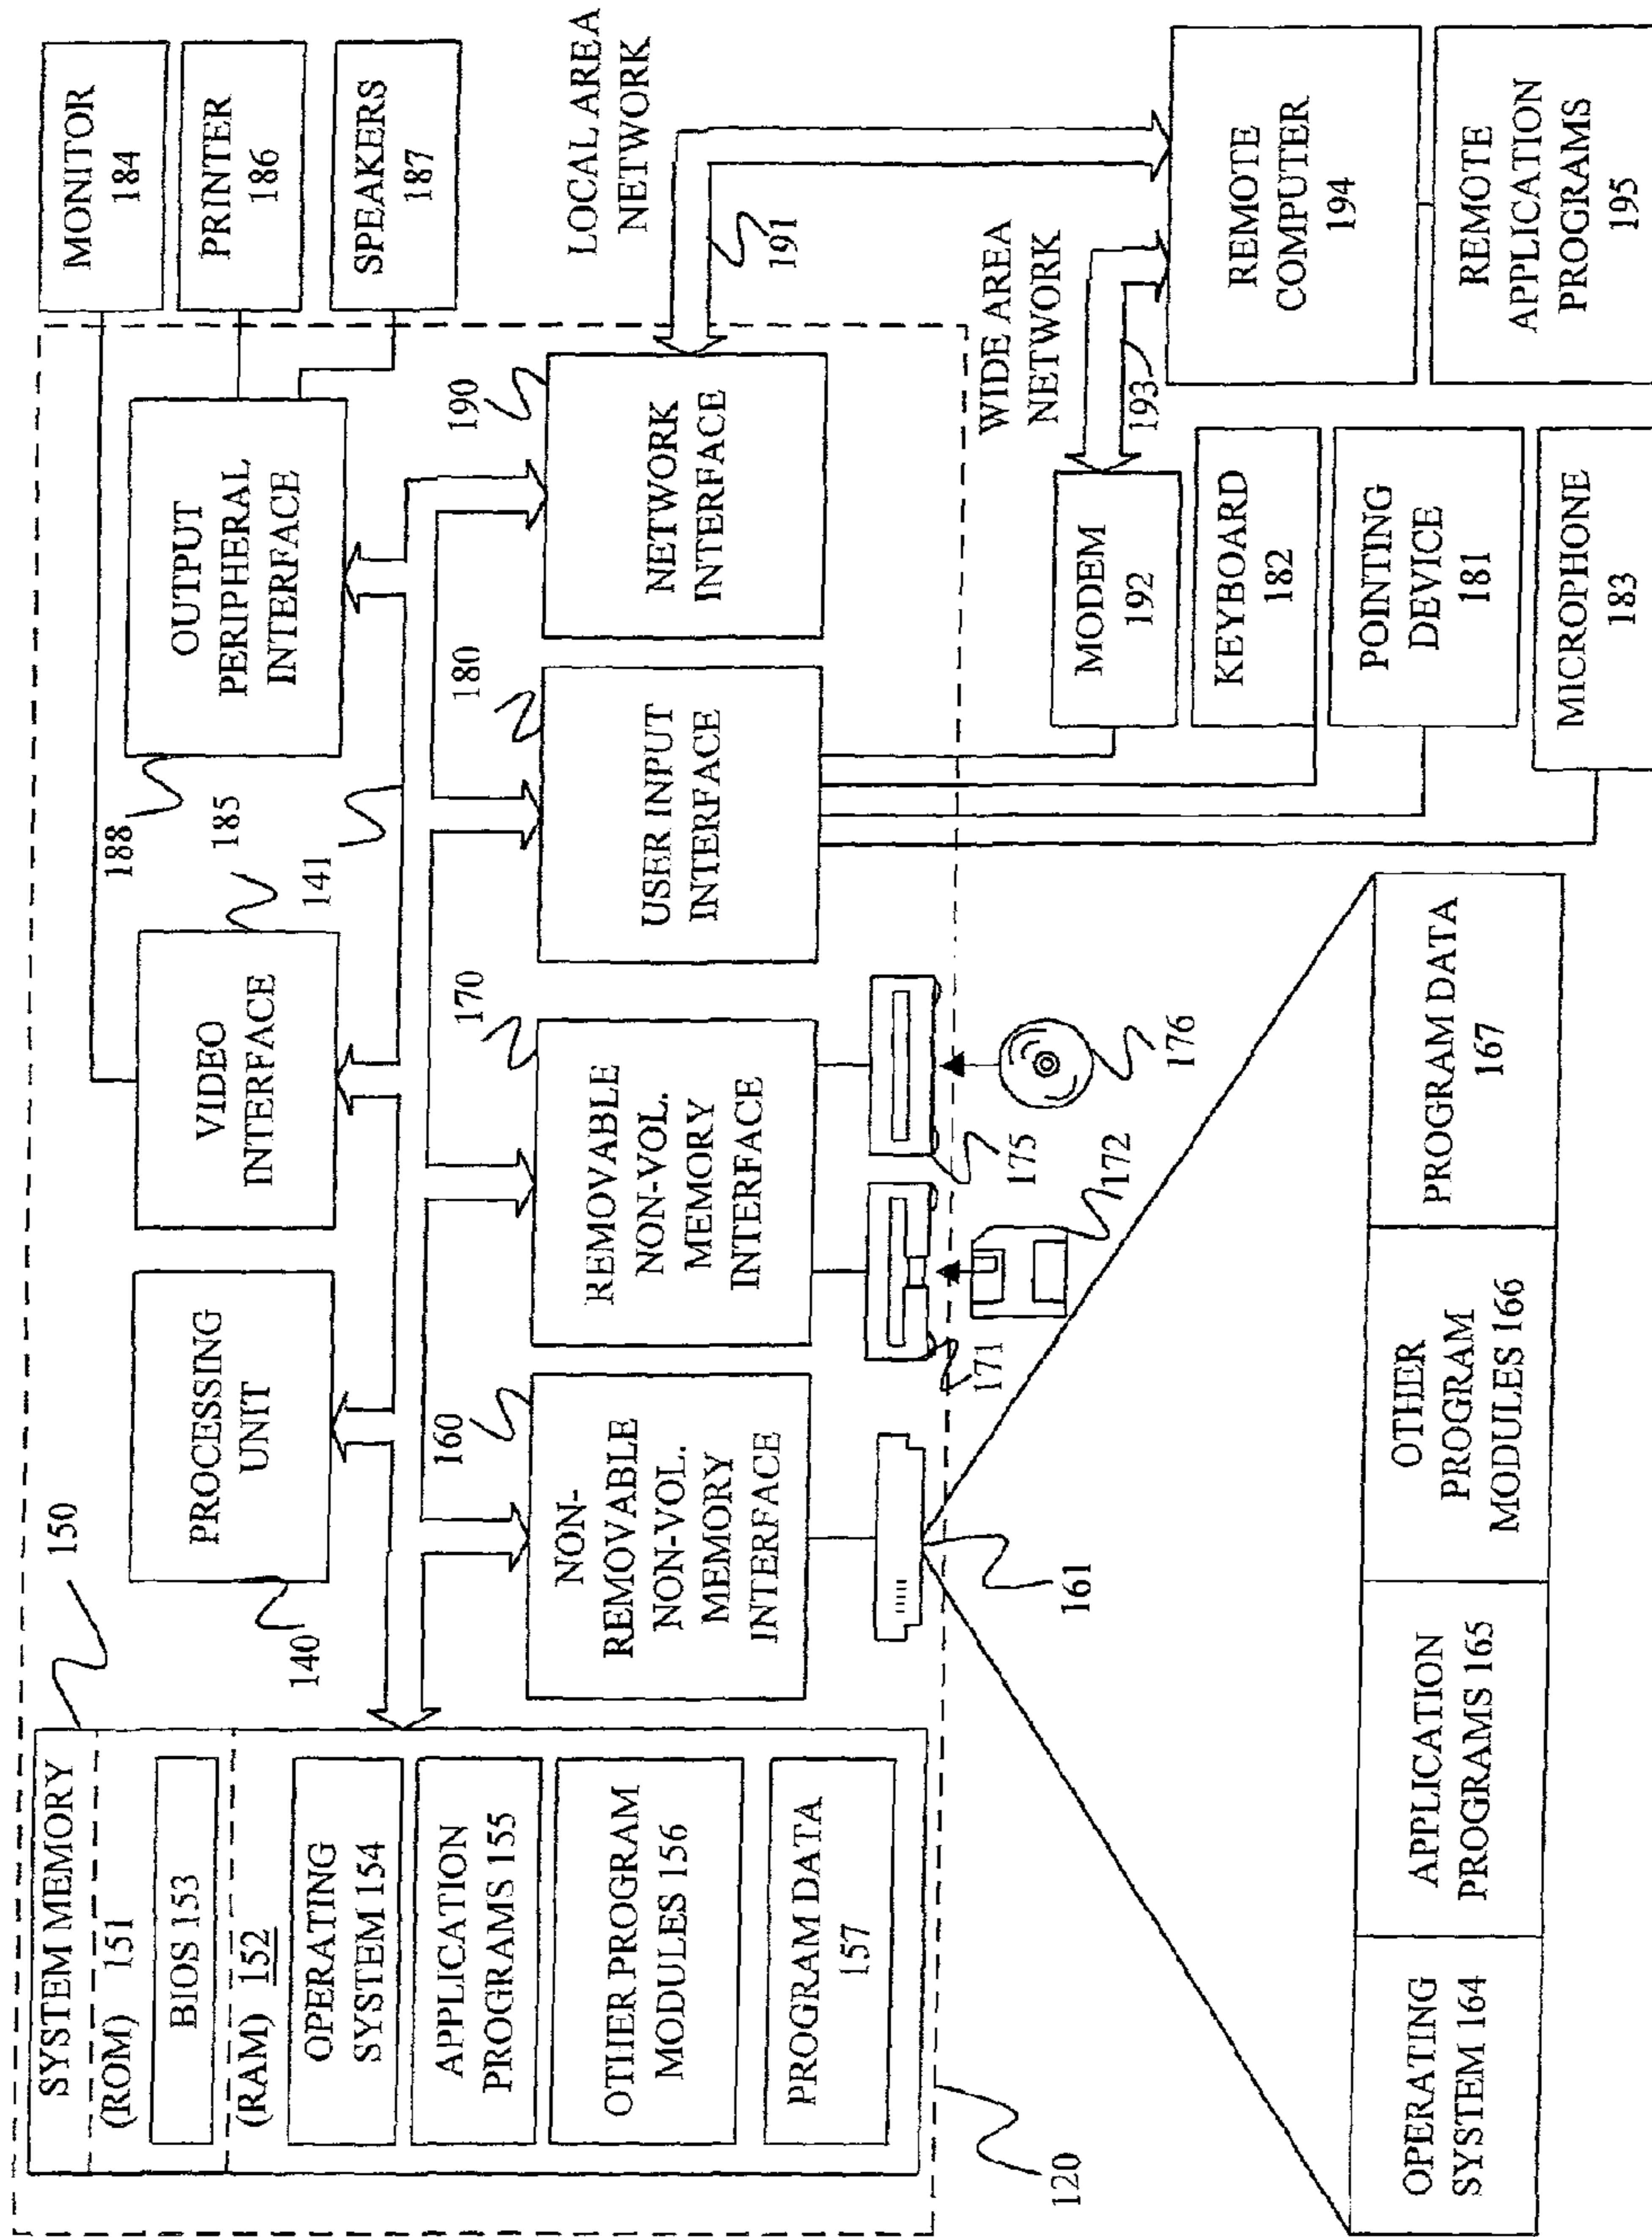 SYSTEM MEMORY
(ROM) 151
BIOS 153
(RAM) 152
OPERATING
SYSTEM 154
APPLICATION
PROGRAMS 155
OTHER PROGRAM
MODULES 156
PROGRAM DATA
157
120
150
PROCESSING
UNIT
140
VIDEO
INTERFACE
185
188
141
OUTPUT
PERIPHERAL
INTERFACE
MONITOR
184
PRINTER
186
SPEAKERS
187
160
NON-
REMOVABLE
NON-VOL.
MEMORY
INTERFACE
170
REMOVABLE
NON-VOL.
MEMORY
INTERFACE
180
USER INPUT
INTERFACE
190
NETWORK
INTERFACE
LOCAL AREA
NETWORK
191
161
171
172
175
176
WIDE AREA
NETWORK
193
MODEM
192
KEYBOARD
182
POINTING
DEVICE
181
MICROPHONE
183
REMOTE
COMPUTER
194
REMOTE
APPLICATION
PROGRAMS
195
OPERATING
SYSTEM 164
APPLICATION
PROGRAMS 165
OTHER
PROGRAM
MODULES 166
PROGRAM DATA
167